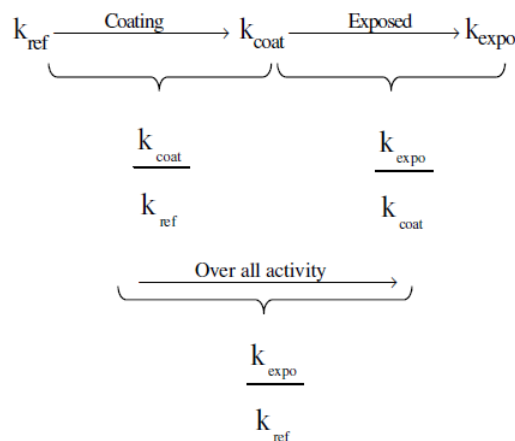 k_ref Coating k_coat Exposed k_expo
k_coat k_expo
k_ref k_coat
Over all activity
k_expo
k_ref